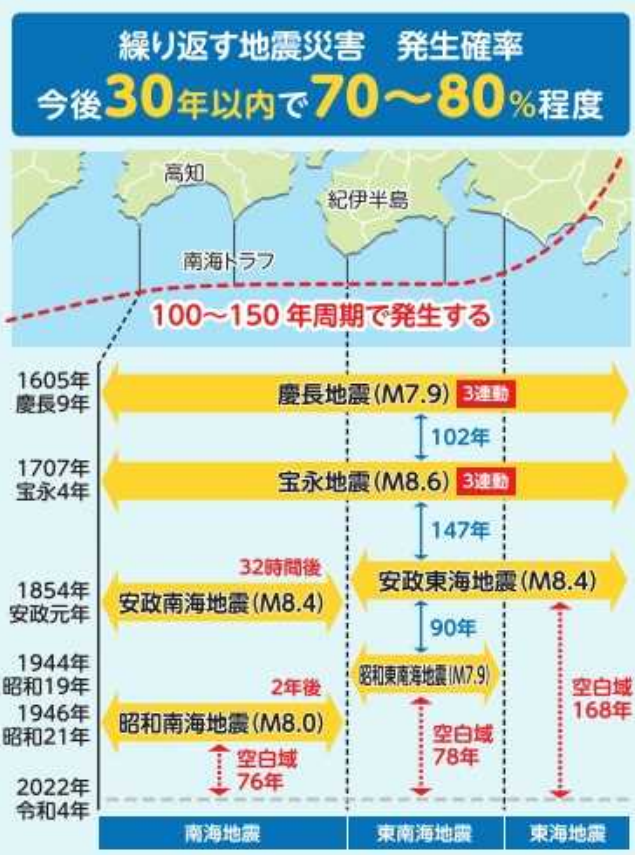 繰り返す地震災害　発生確率
今後30年以内で70〜80%程度
高知
紀伊半島
南海トラフ
100〜150年周期で発生する
1605年
慶長9年
慶長地震(M7.9) 3連動
102年
1707年
宝永4年
宝永地震(M8.6) 3連動
147年
1854年
安政元年
32時間後
安政南海地震(M8.4)
安政東海地震(M8.4)
90年
1944年
昭和19年
昭和東南海地震(M7.9)
1946年
昭和21年
2年後
昭和南海地震(M8.0)
空白域
76年
空白域
78年
空白域
168年
2022年
令和4年
南海地震
東南海地震
東海地震